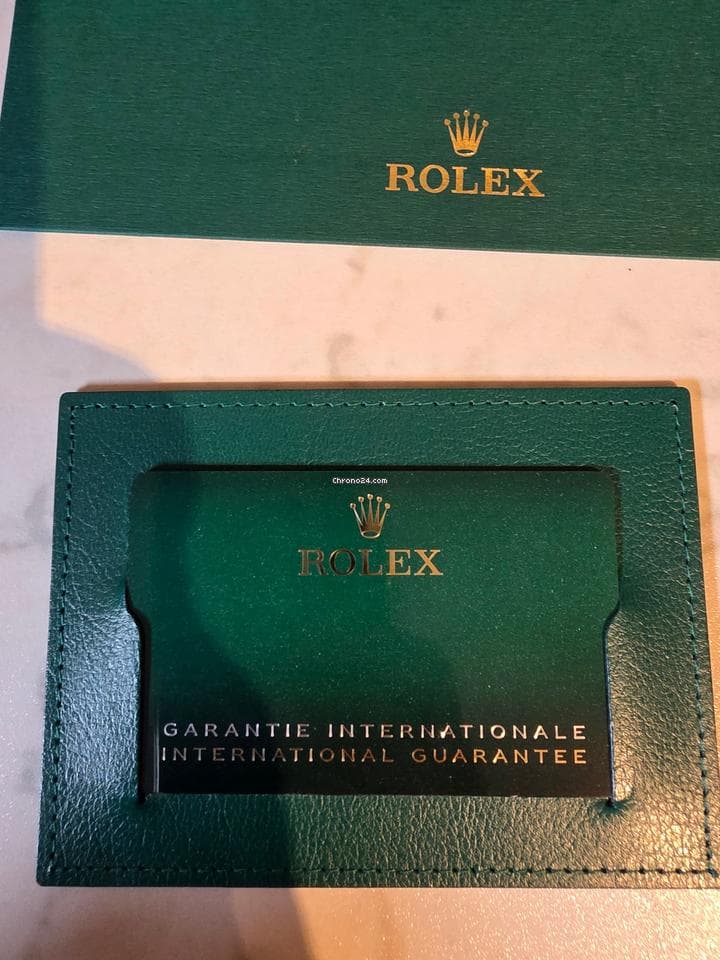 ROLEX
Chrono24.com
ROLEX
GARANTIE INTERNATIONALE
INTERNATIONAL GUARANTEE